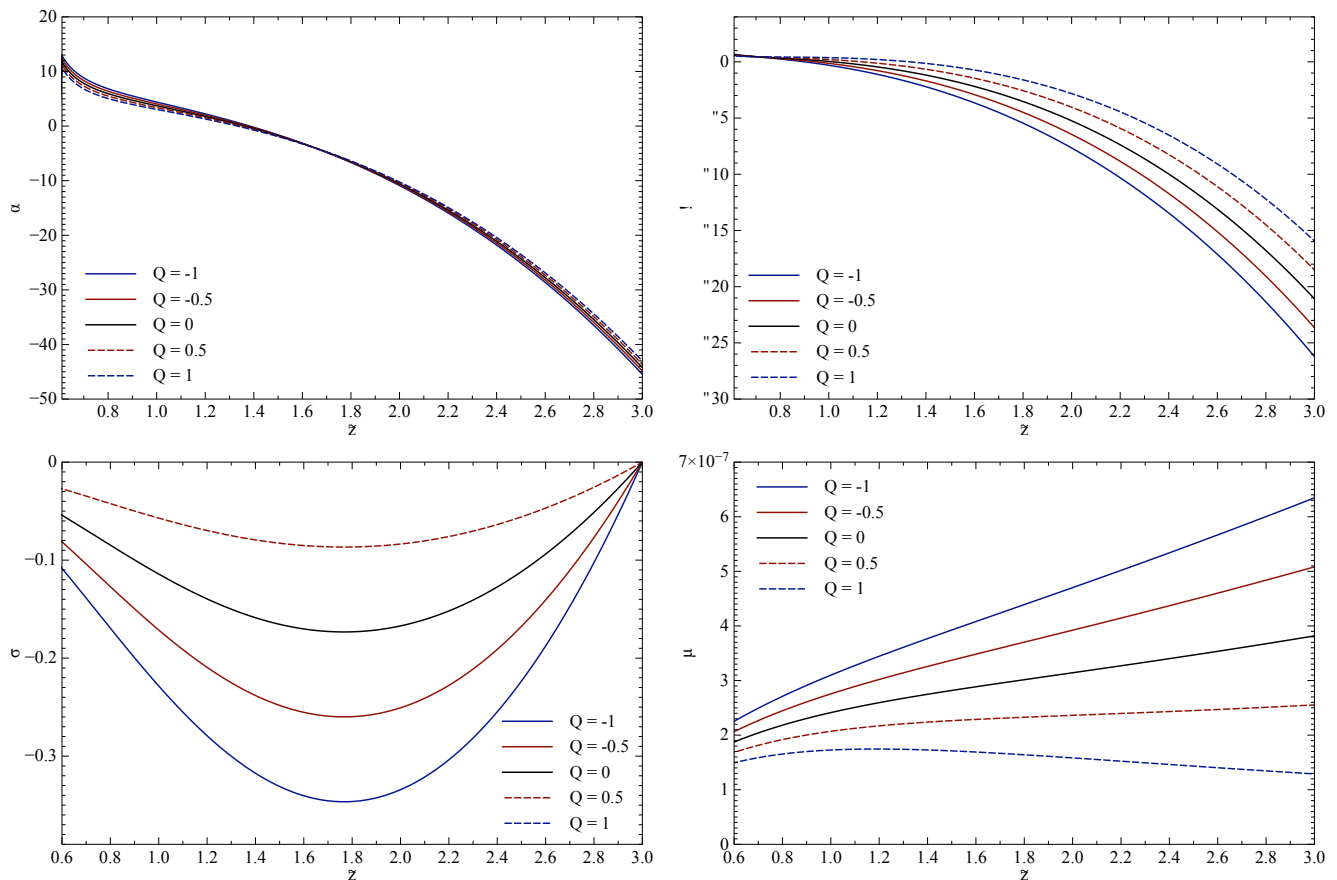 20
10
0
−10
−20
−30
−40
−50
α
Q = -1
Q = -0.5
Q = 0
Q = 0.5
Q = 1
0.8 1.0 1.2 1.4 1.6 1.8 2.0 2.2 2.4 2.6 2.8 3.0
z̃
0
"5
"10
"15
"20
"25
"30
!
Q = -1
Q = -0.5
Q = 0
Q = 0.5
Q = 1
0.8 1.0 1.2 1.4 1.6 1.8 2.0 2.2 2.4 2.6 2.8 3.0
z̃
0
−0.1
−0.2
−0.3
σ
Q = -1
Q = -0.5
Q = 0
Q = 0.5
Q = 1
0.6 0.8 1.0 1.2 1.4 1.6 1.8 2.0 2.2 2.4 2.6 2.8 3.0
z̃
7×10⁻⁷
6
5
4
3
2
1
0
μ
Q = -1
Q = -0.5
Q = 0
Q = 0.5
Q = 1
0.6 0.8 1.0 1.2 1.4 1.6 1.8 2.0 2.2 2.4 2.6 2.8 3.0
z̃